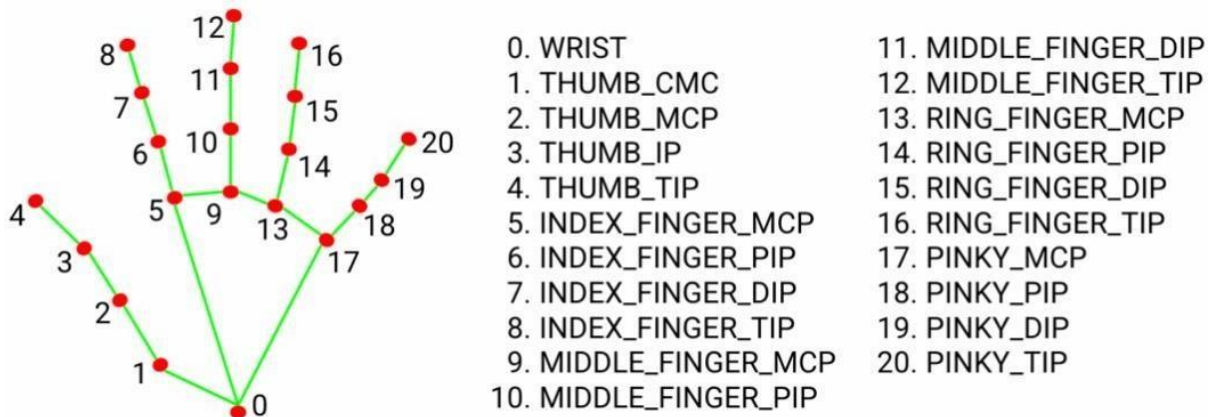 12
8
16
11
7
15
10
20
6
14
19
4
5
9
13
18
3
17
2
1
0
0. WRIST
1. THUMB_CMC
2. THUMB_MCP
3. THUMB_IP
4. THUMB_TIP
5. INDEX_FINGER_MCP
6. INDEX_FINGER_PIP
7. INDEX_FINGER_DIP
8. INDEX_FINGER_TIP
9. MIDDLE_FINGER_MCP
10. MIDDLE_FINGER_PIP
11. MIDDLE_FINGER_DIP
12. MIDDLE_FINGER_TIP
13. RING_FINGER_MCP
14. RING_FINGER_PIP
15. RING_FINGER_DIP
16. RING_FINGER_TIP
17. PINKY_MCP
18. PINKY_PIP
19. PINKY_DIP
20. PINKY_TIP